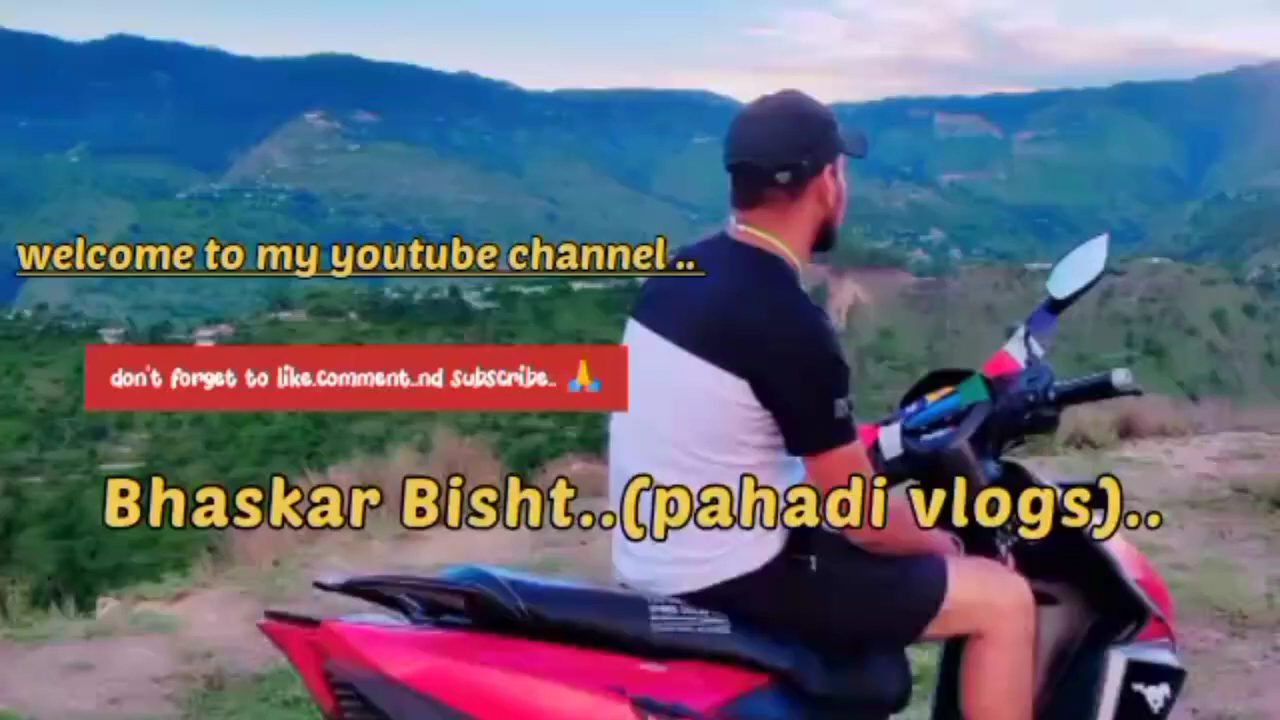 welcome to my youtube channel ..
don't forget to like.comment..nd subscribe.. 🙏
Bhaskar Bisht..(pahadi vlogs)..